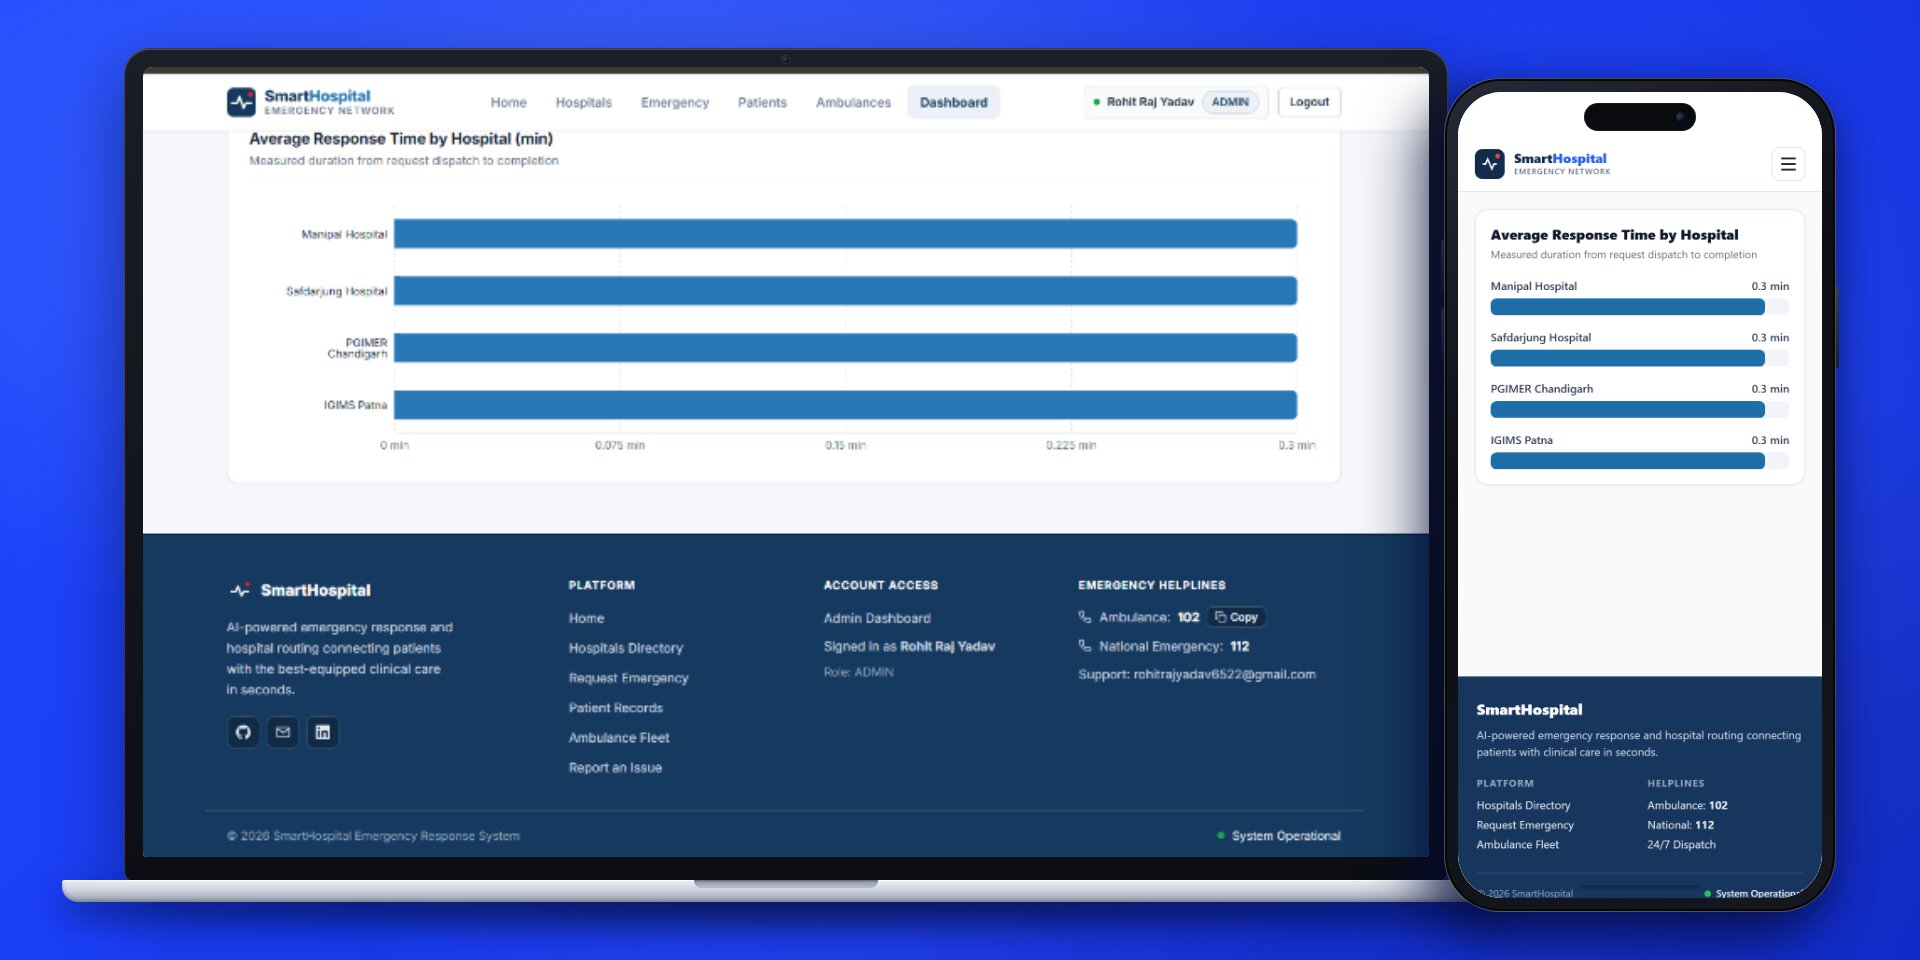 SmartHospital
EMERGENCY NETWORK
Home
Hospitals
Emergency
Patients
Ambulances
Dashboard
Rohit Raj Yadav
ADMIN
Logout
Average Response Time by Hospital (min)
Measured duration from request dispatch to completion
Manipal Hospital
Safdarjung Hospital
PGIMER
Chandigarh
IGIMS Patna
0 min
0.075 min
0.15 min
0.225 min
0.3 min
SmartHospital
AI-powered emergency response and
hospital routing connecting patients
with the best-equipped clinical care
in seconds.
PLATFORM
Home
Hospitals Directory
Request Emergency
Patient Records
Ambulance Fleet
Report an Issue
ACCOUNT ACCESS
Admin Dashboard
Signed in as Rohit Raj Yadav
Role: ADMIN
EMERGENCY HELPLINES
Ambulance: 102
Copy
National Emergency: 112
Support: rohitrajyadav6522@gmail.com
© 2026 SmartHospital Emergency Response System
System Operational
SmartHospital
EMERGENCY NETWORK
Average Response Time by Hospital
Measured duration from request dispatch to completion
Manipal Hospital 0.3 min
Safdarjung Hospital 0.3 min
PGIMER Chandigarh 0.3 min
IGIMS Patna 0.3 min
SmartHospital
AI-powered emergency response and hospital routing connecting
patients with clinical care in seconds.
PLATFORM
Hospitals Directory
Request Emergency
Ambulance Fleet
HELPLINES
Ambulance: 102
National: 112
24/7 Dispatch
© 2026 SmartHospital
System Operational